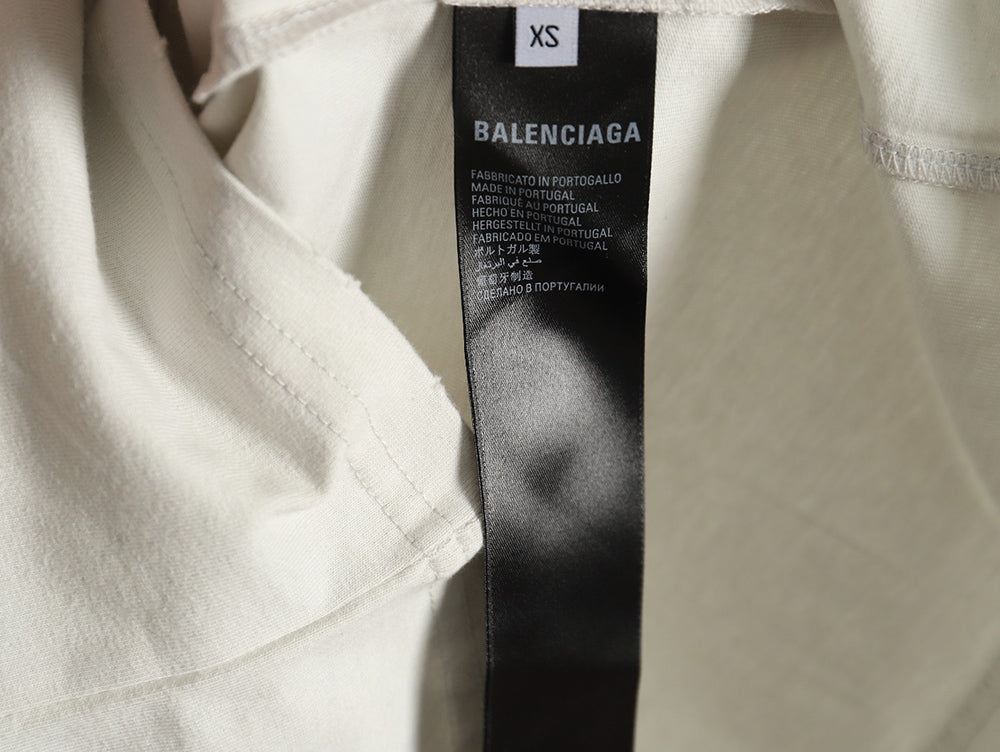 XS
BALENCIAGA
FABBRICATO IN PORTOGALLO
MADE IN PORTUGAL
FABRIQUÉ AU PORTUGAL
HECHO EN PORTUGAL
HERGESTELLT IN PORTUGAL
FABRICADO EM PORTUGAL
ポルトガル製
صنع في البرتغال
葡萄牙制造
СДЕЛАНО В ПОРТУГАЛИИ